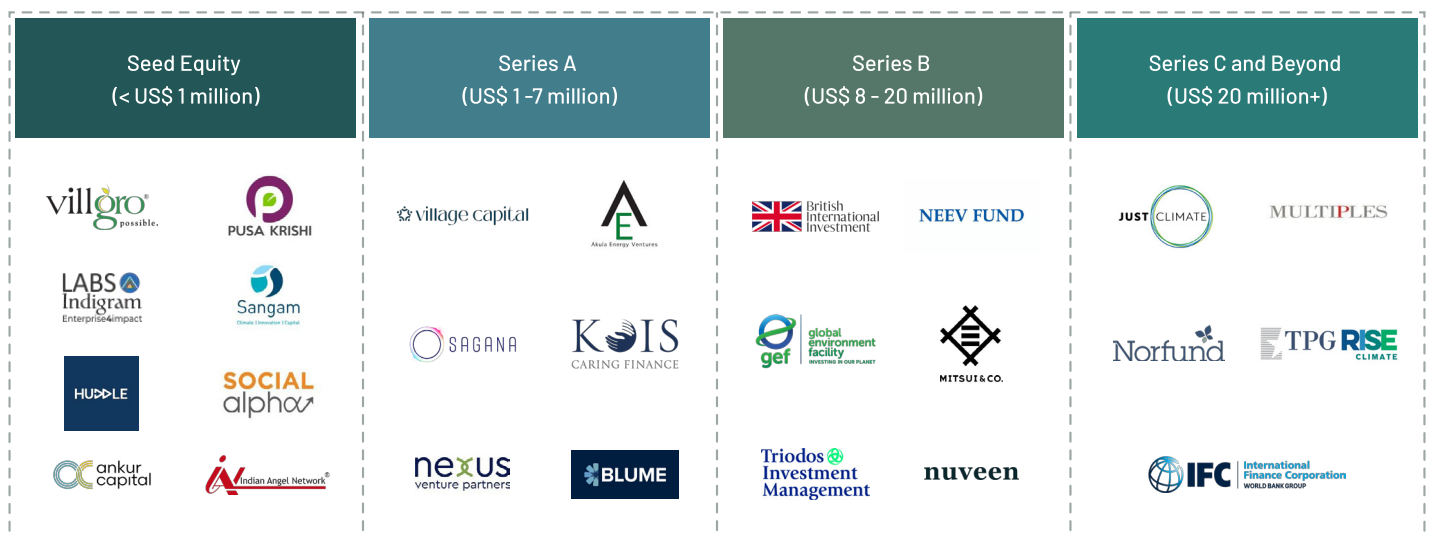 Seed Equity
(< US$ 1 million)
villgro®
possible.
PUSA KRISHI
LABS
Indigram
Enterprise4impact
Sangam
Climate | Innovation | Capital
HUDDLE
SOCIAL
alpha
ankur
capital
Indian Angel Network®
Series A
(US$ 1 -7 million)
village capital
AE
Akula Energy Ventures
SAGANA
KOIS
CARING FINANCE
nexus
venture partners
BLUME
Series B
(US$ 8 - 20 million)
British
International
Investment
NEEV FUND
gef
global
environment
facility
INVESTING IN OUR PLANET
MITSUI & CO.
Triodos
Investment
Management
nuveen
Series C and Beyond
(US$ 20 million+)
JUST CLIMATE
MULTIPLES
Norfund
TPG RISE
CLIMATE
IFC
International
Finance Corporation
WORLD BANK GROUP